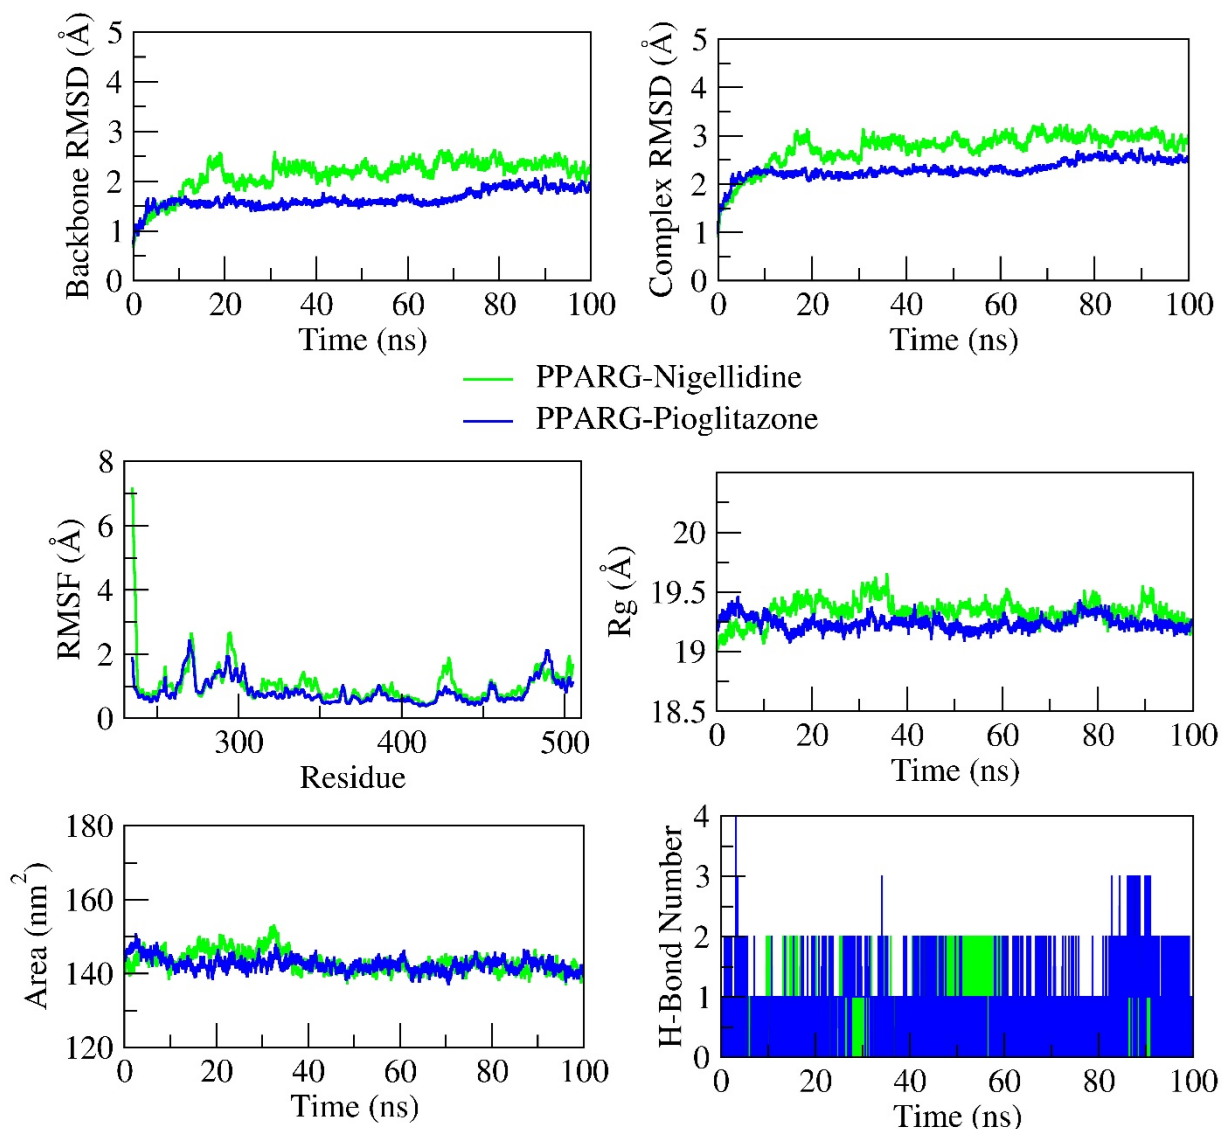 Backbone RMSD (Å)
5
4
3
2
1
0
0 20 40 60 80 100
Time (ns)
Complex RMSD (Å)
5
4
3
2
1
0
0 20 40 60 80 100
Time (ns)
PPARG-Nigellidine
PPARG-Pioglitazone
RMSF (Å)
8
6
4
2
0
300 400 500
Residue
Rg (Å)
20
19.5
19
18.5
0 20 40 60 80 100
Time (ns)
Area (nm²)
180
160
140
120
0 20 40 60 80 100
Time (ns)
H-Bond Number
4
3
2
1
0
0 20 40 60 80 100
Time (ns)